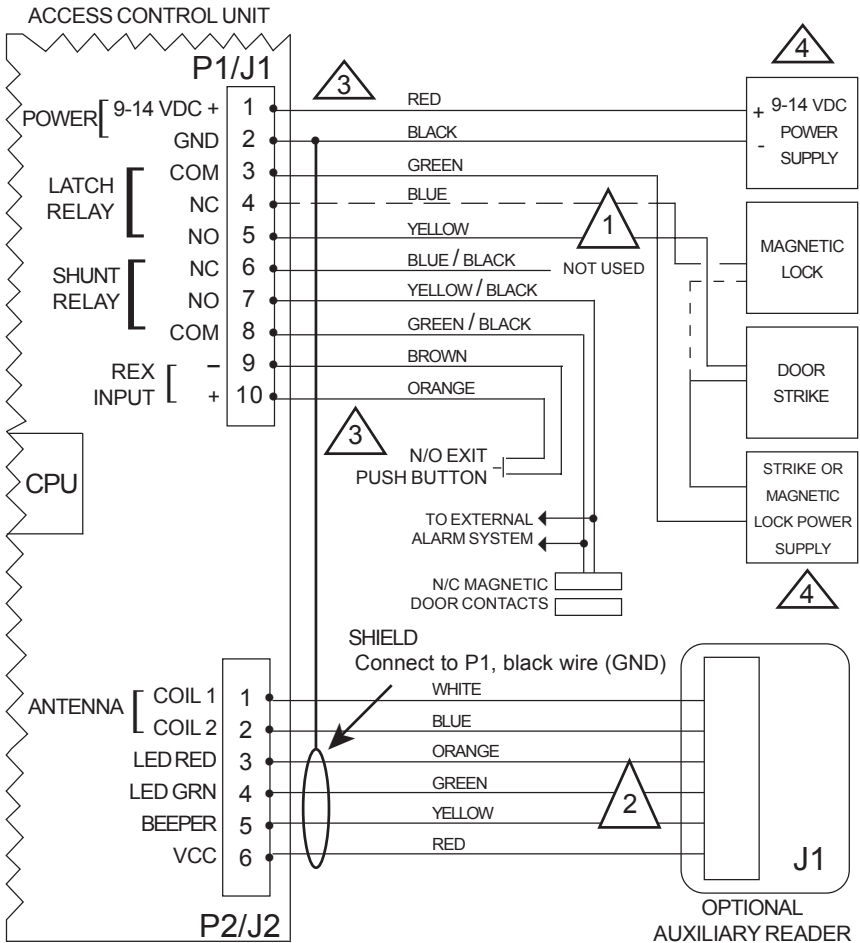 ACCESS CONTROL UNIT
P1/J1
POWER [ 9-14 VDC + 1 RED
GND 2 BLACK
LATCH RELAY
COM 3 GREEN
NC 4 BLUE
NO 5 YELLOW
SHUNT RELAY
NC 6 BLUE / BLACK NOT USED
NO 7 YELLOW / BLACK
COM 8 GREEN / BLACK
REX INPUT
– 9 BROWN
+ 10 ORANGE
3
1
3
4
+ 9-14 VDC
- POWER
SUPPLY
MAGNETIC
LOCK
DOOR
STRIKE
STRIKE OR
MAGNETIC
LOCK POWER
SUPPLY
4
CPU
N/O EXIT
PUSH BUTTON
TO EXTERNAL
ALARM SYSTEM
N/C MAGNETIC
DOOR CONTACTS
SHIELD
Connect to P1, black wire (GND)
ANTENNA
COIL 1 1 WHITE
COIL 2 2 BLUE
LED RED 3 ORANGE
LED GRN 4 GREEN
BEEPER 5 YELLOW
VCC 6 RED
2
P2/J2
J1
OPTIONAL
AUXILIARY READER